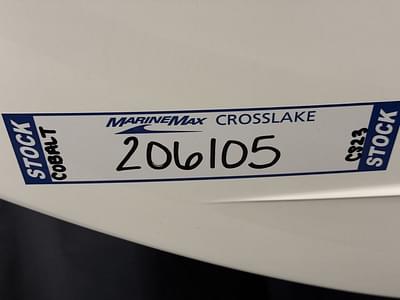 STOCK
COBALT
MARINEMAX CROSSLAKE
206105
CS23
STOCK